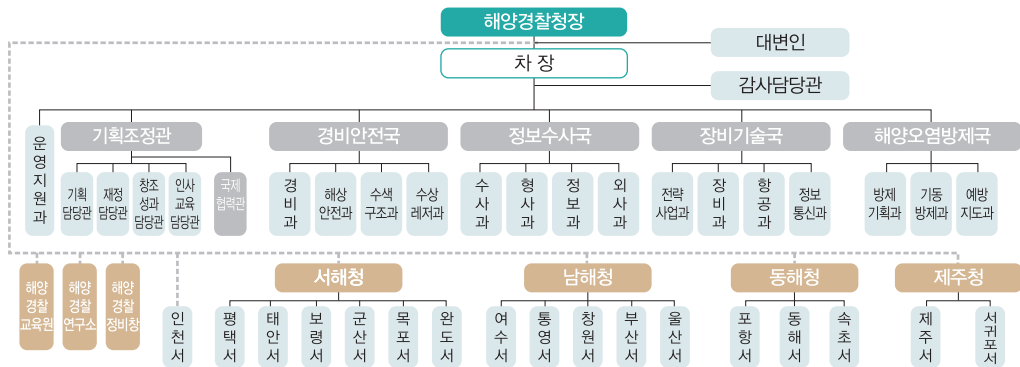 해양경찰청장
대변인
차 장
감사담당관
운영지원과
기획조정관
경비안전국
정보수사국
장비기술국
해양오염방제국
기획
담당관
재정
담당관
창조
성과
담당관
인사
교육
담당관
국제
협력관
경비과
해상
안전과
수색
구조과
수상
레저과
수사과
형사과
정보과
외사과
전략
사업과
장비과
항공과
정보
통신과
방제
기획과
기동
방제과
예방
지도과
해양
경찰
교육원
해양
경찰
연구소
해양
경찰
정비창
서해청
남해청
동해청
제주청
인천서
평택서
태안서
보령서
군산서
목포서
완도서
여수서
통영서
창원서
부산서
울산서
포항서
동해서
속초서
제주서
서귀포서